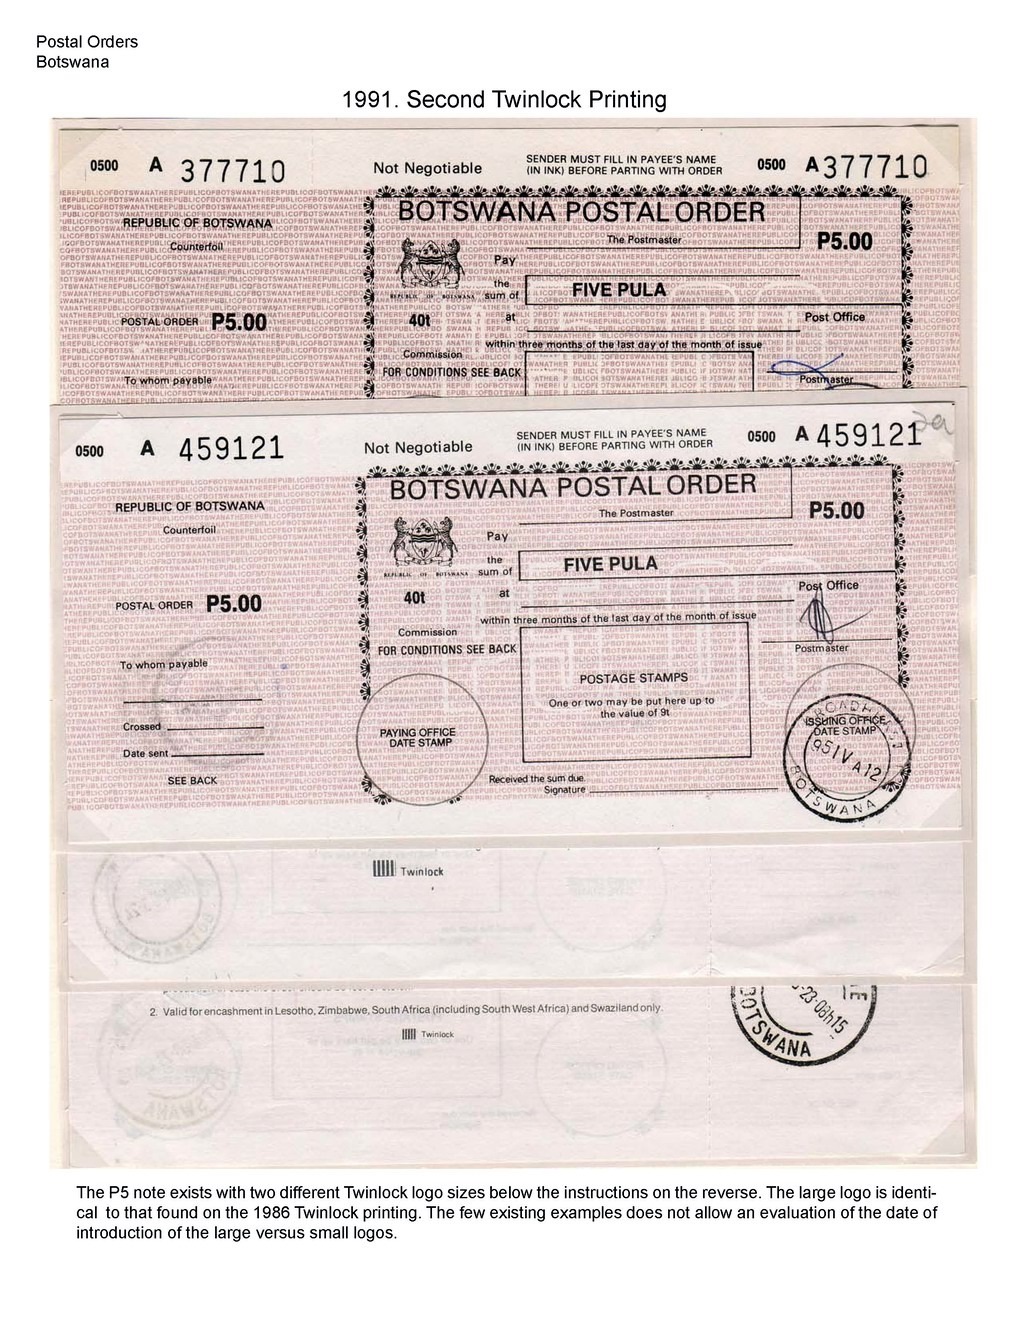 Postal Orders
Botswana
1991. Second Twinlock Printing
0500 A 377710
Not Negotiable
SENDER MUST FILL IN PAYEE'S NAME
(IN INK) BEFORE PARTING WITH ORDER
0500 A 377710
REPUBLIC OF BOTSWANA
Counterfoil
POSTAL ORDER P5.00
To whom payable
BOTSWANA POSTAL ORDER
The Postmaster
P5.00
Pay
REPUBLIC OF BOTSWANA
the
sum of
FIVE PULA
40t
at
Post Office
within three months of the last day of the month of issue
Commission
FOR CONDITIONS SEE BACK
Postmaster
0500 A 459121
Not Negotiable
SENDER MUST FILL IN PAYEE'S NAME
(IN INK) BEFORE PARTING WITH ORDER
0500 A 459121
REPUBLIC OF BOTSWANA
Counterfoil
POSTAL ORDER P5.00
To whom payable
Crossed
Date sent
SEE BACK
BOTSWANA POSTAL ORDER
The Postmaster
P5.00
Pay
REPUBLIC OF BOTSWANA
the
sum of
FIVE PULA
40t
at
Post Office
within three months of the last day of the month of issue
Commission
FOR CONDITIONS SEE BACK
Postmaster
POSTAGE STAMPS
One or two may be put here up to
the value of 9t
PAYING OFFICE
DATE STAMP
ISSUING OFFICE
DATE STAMP
BOTSWANA
Received the sum due.
Signature
Twinlock
2. Valid for encashment in Lesotho, Zimbabwe, South Africa (including South West Africa) and Swaziland only.
Twinlock
BOTSWANA
The P5 note exists with two different Twinlock logo sizes below the instructions on the reverse. The large logo is identi-
cal to that found on the 1986 Twinlock printing. The few existing examples does not allow an evaluation of the date of
introduction of the large versus small logos.